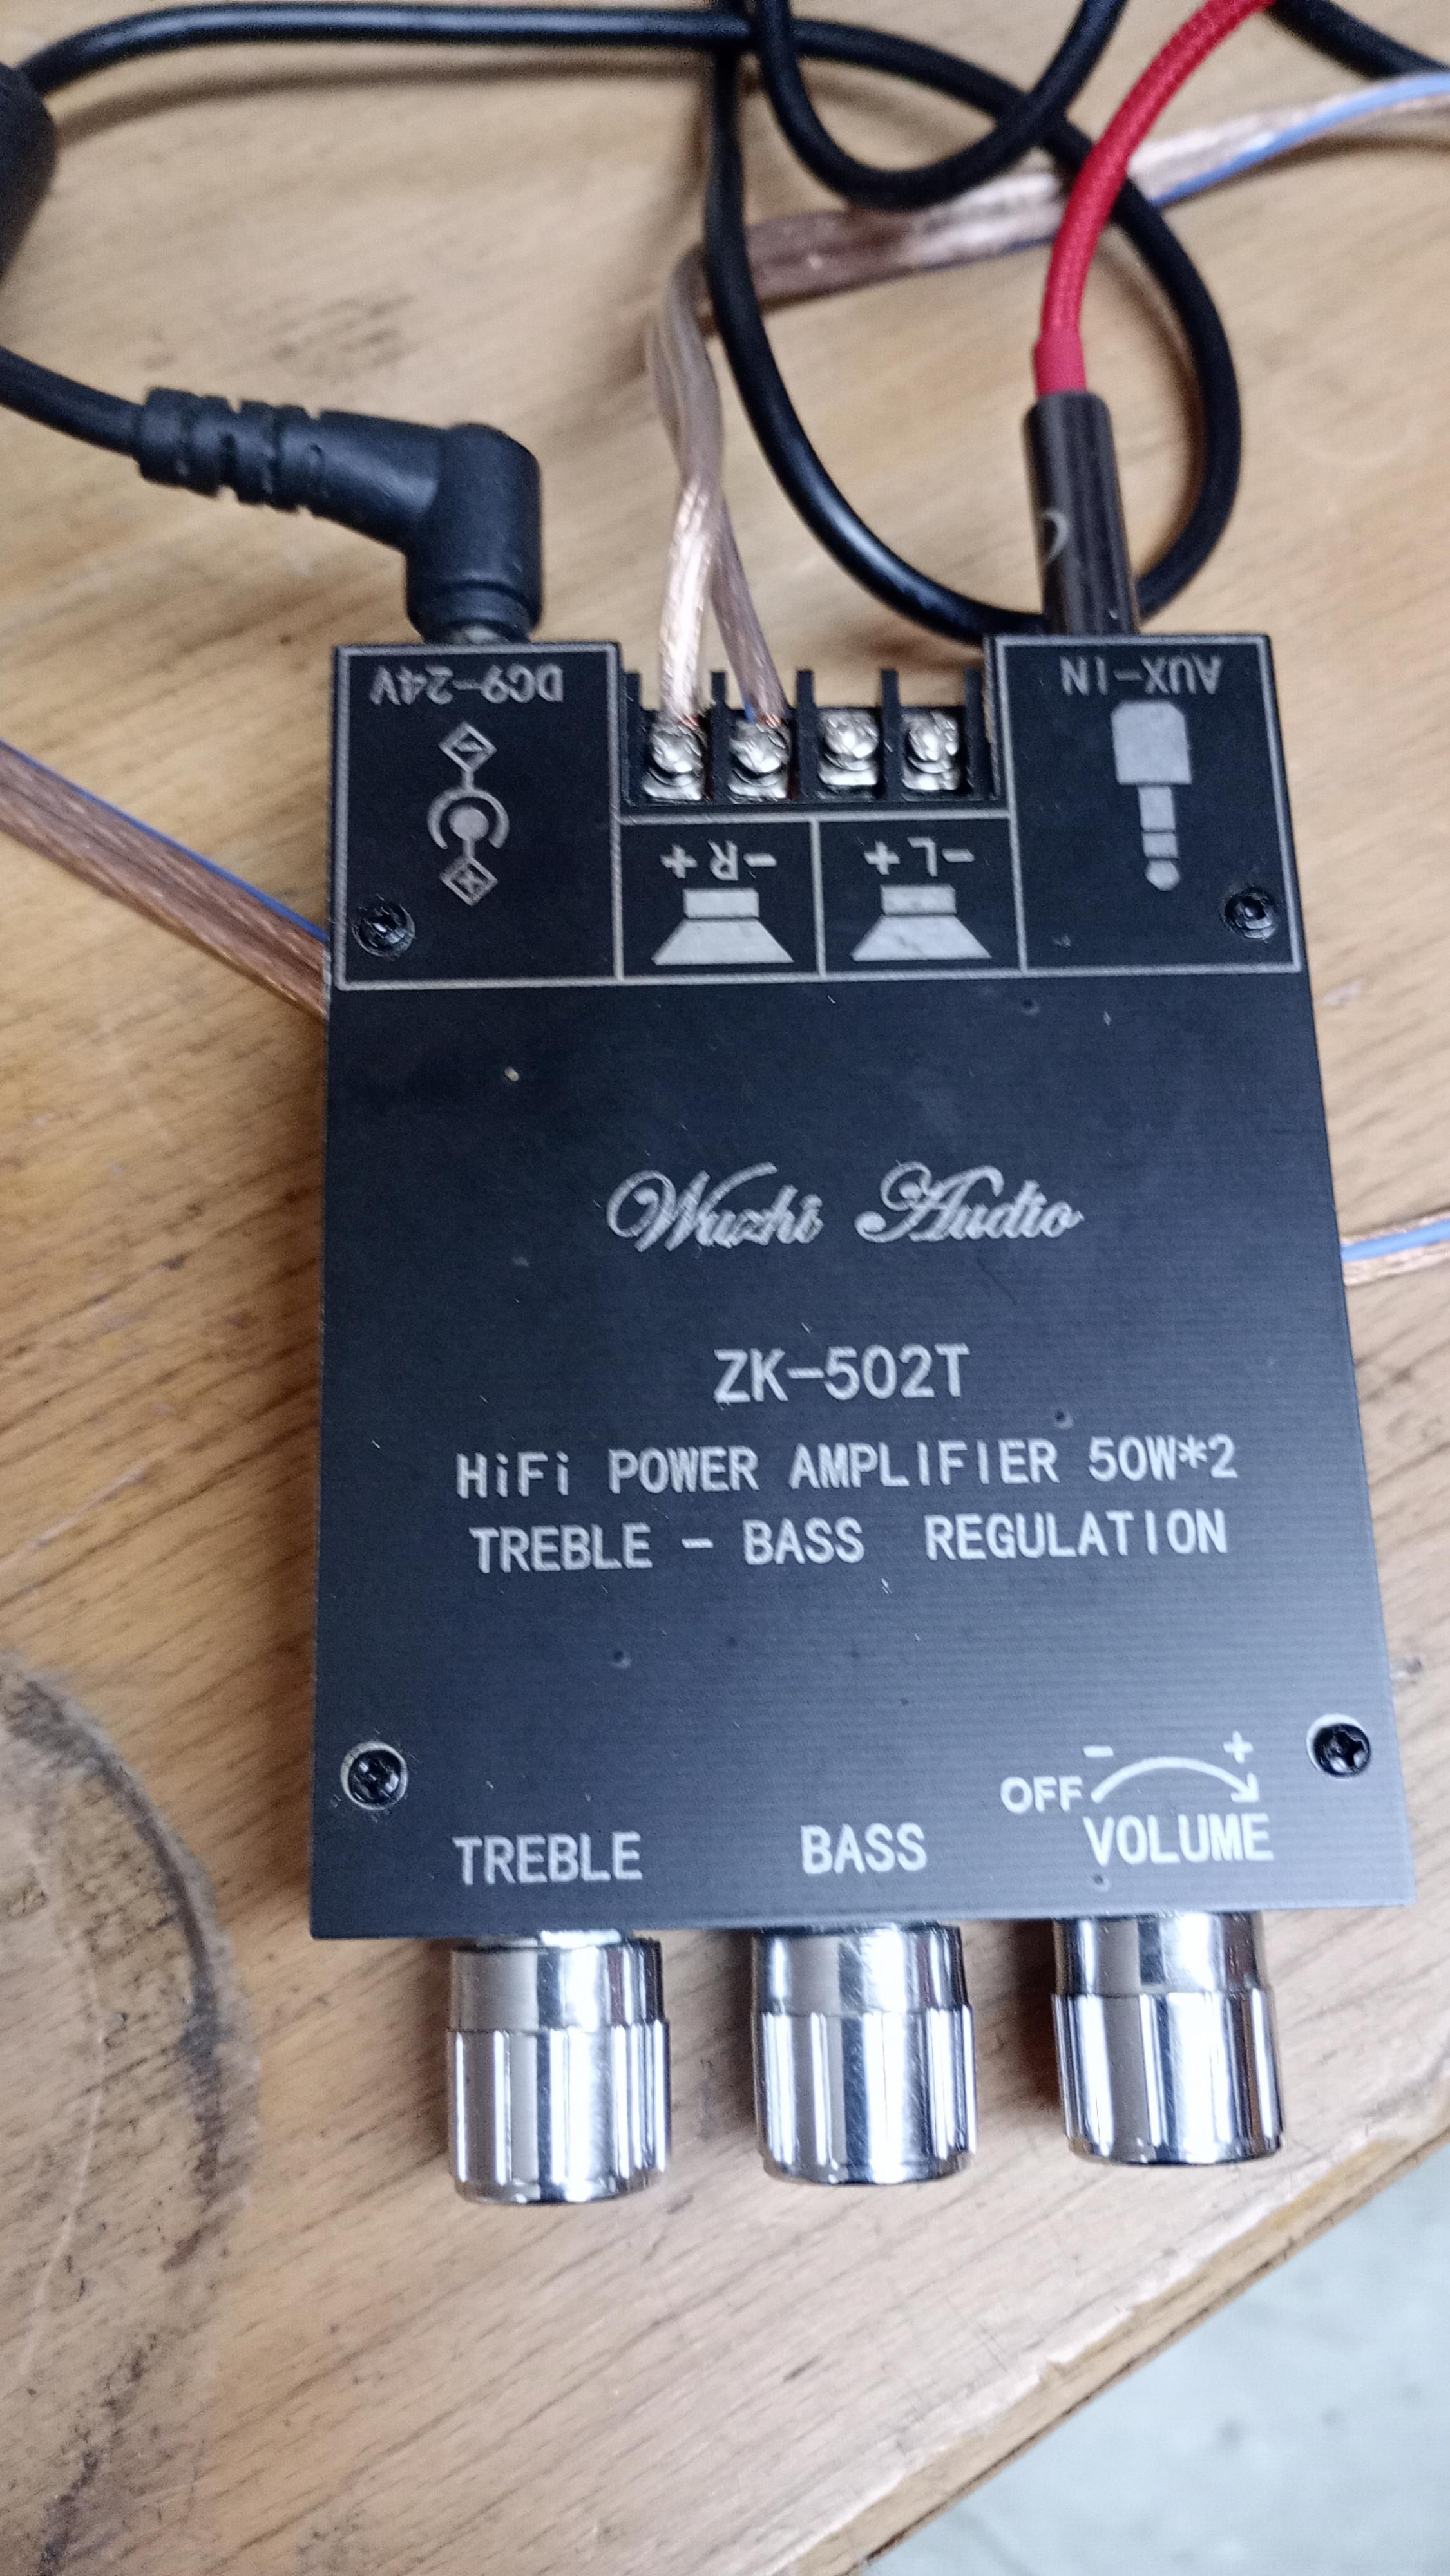 DC9-24V
AUX-IN
-R+
-L+
Wuzhi Audio
ZK-502T
HiFi POWER AMPLIFIER 50W*2
TREBLE - BASS REGULATION
- +
OFF
TREBLE BASS VOLUME